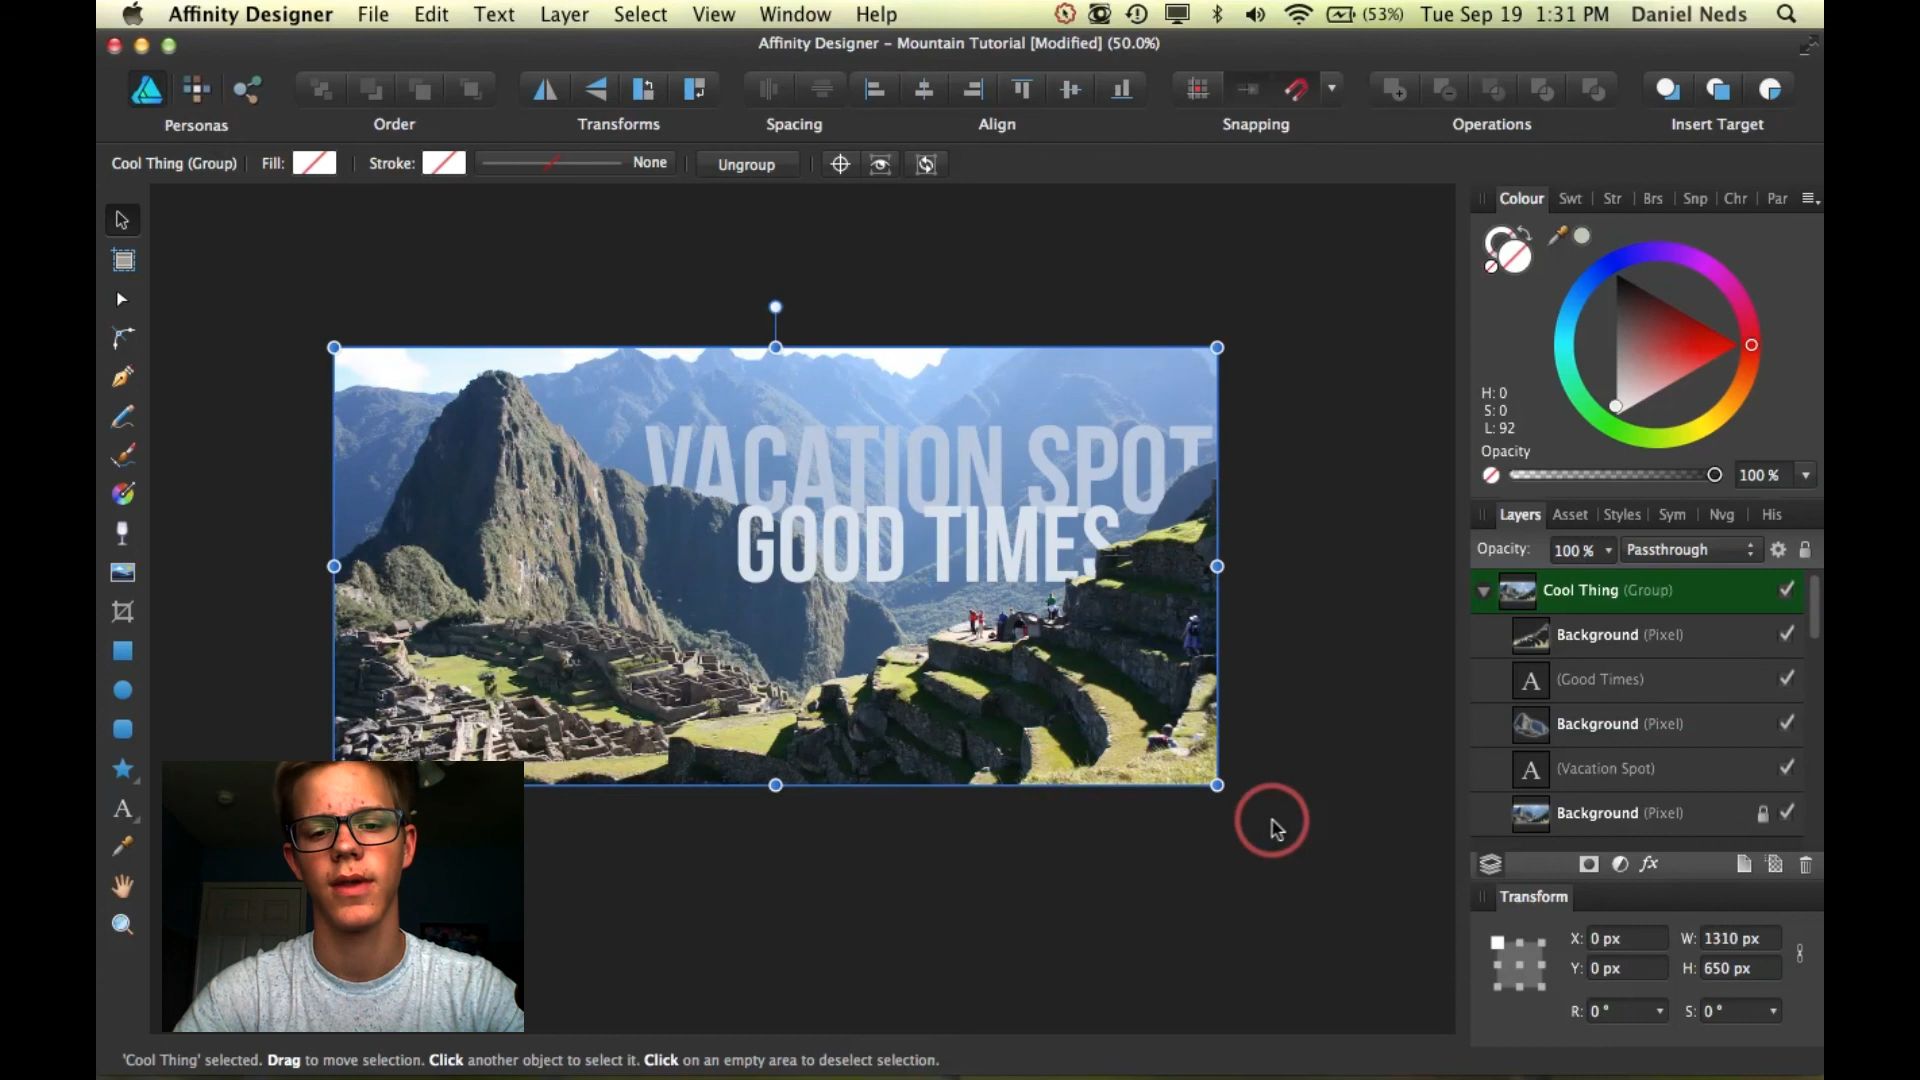 Affinity Designer File Edit Text Layer Select View Window Help (53%) Tue Sep 19 1:31 PM Daniel Neds
Affinity Designer – Mountain Tutorial [Modified] (50.0%)
Personas Order Transforms Spacing Align Snapping Operations Insert Target
Cool Thing (Group) Fill: Stroke: None Ungroup
Colour Swt Str Brs Snp Chr Par
H: 0
S: 0
L: 92
Opacity
100 %
VACATION SPOT
GOOD TIMES
Layers Asset Styles Sym Nvg His
Opacity: 100 % Passthrough
Cool Thing (Group)
Background (Pixel)
A (Good Times)
Background (Pixel)
A (Vacation Spot)
Background (Pixel)
fx
Transform
X: 0 px W: 1310 px
Y: 0 px H: 650 px
R: 0 ° S: 0 °
A
'Cool Thing' selected. Drag to move selection. Click another object to select it. Click on an empty area to deselect selection.